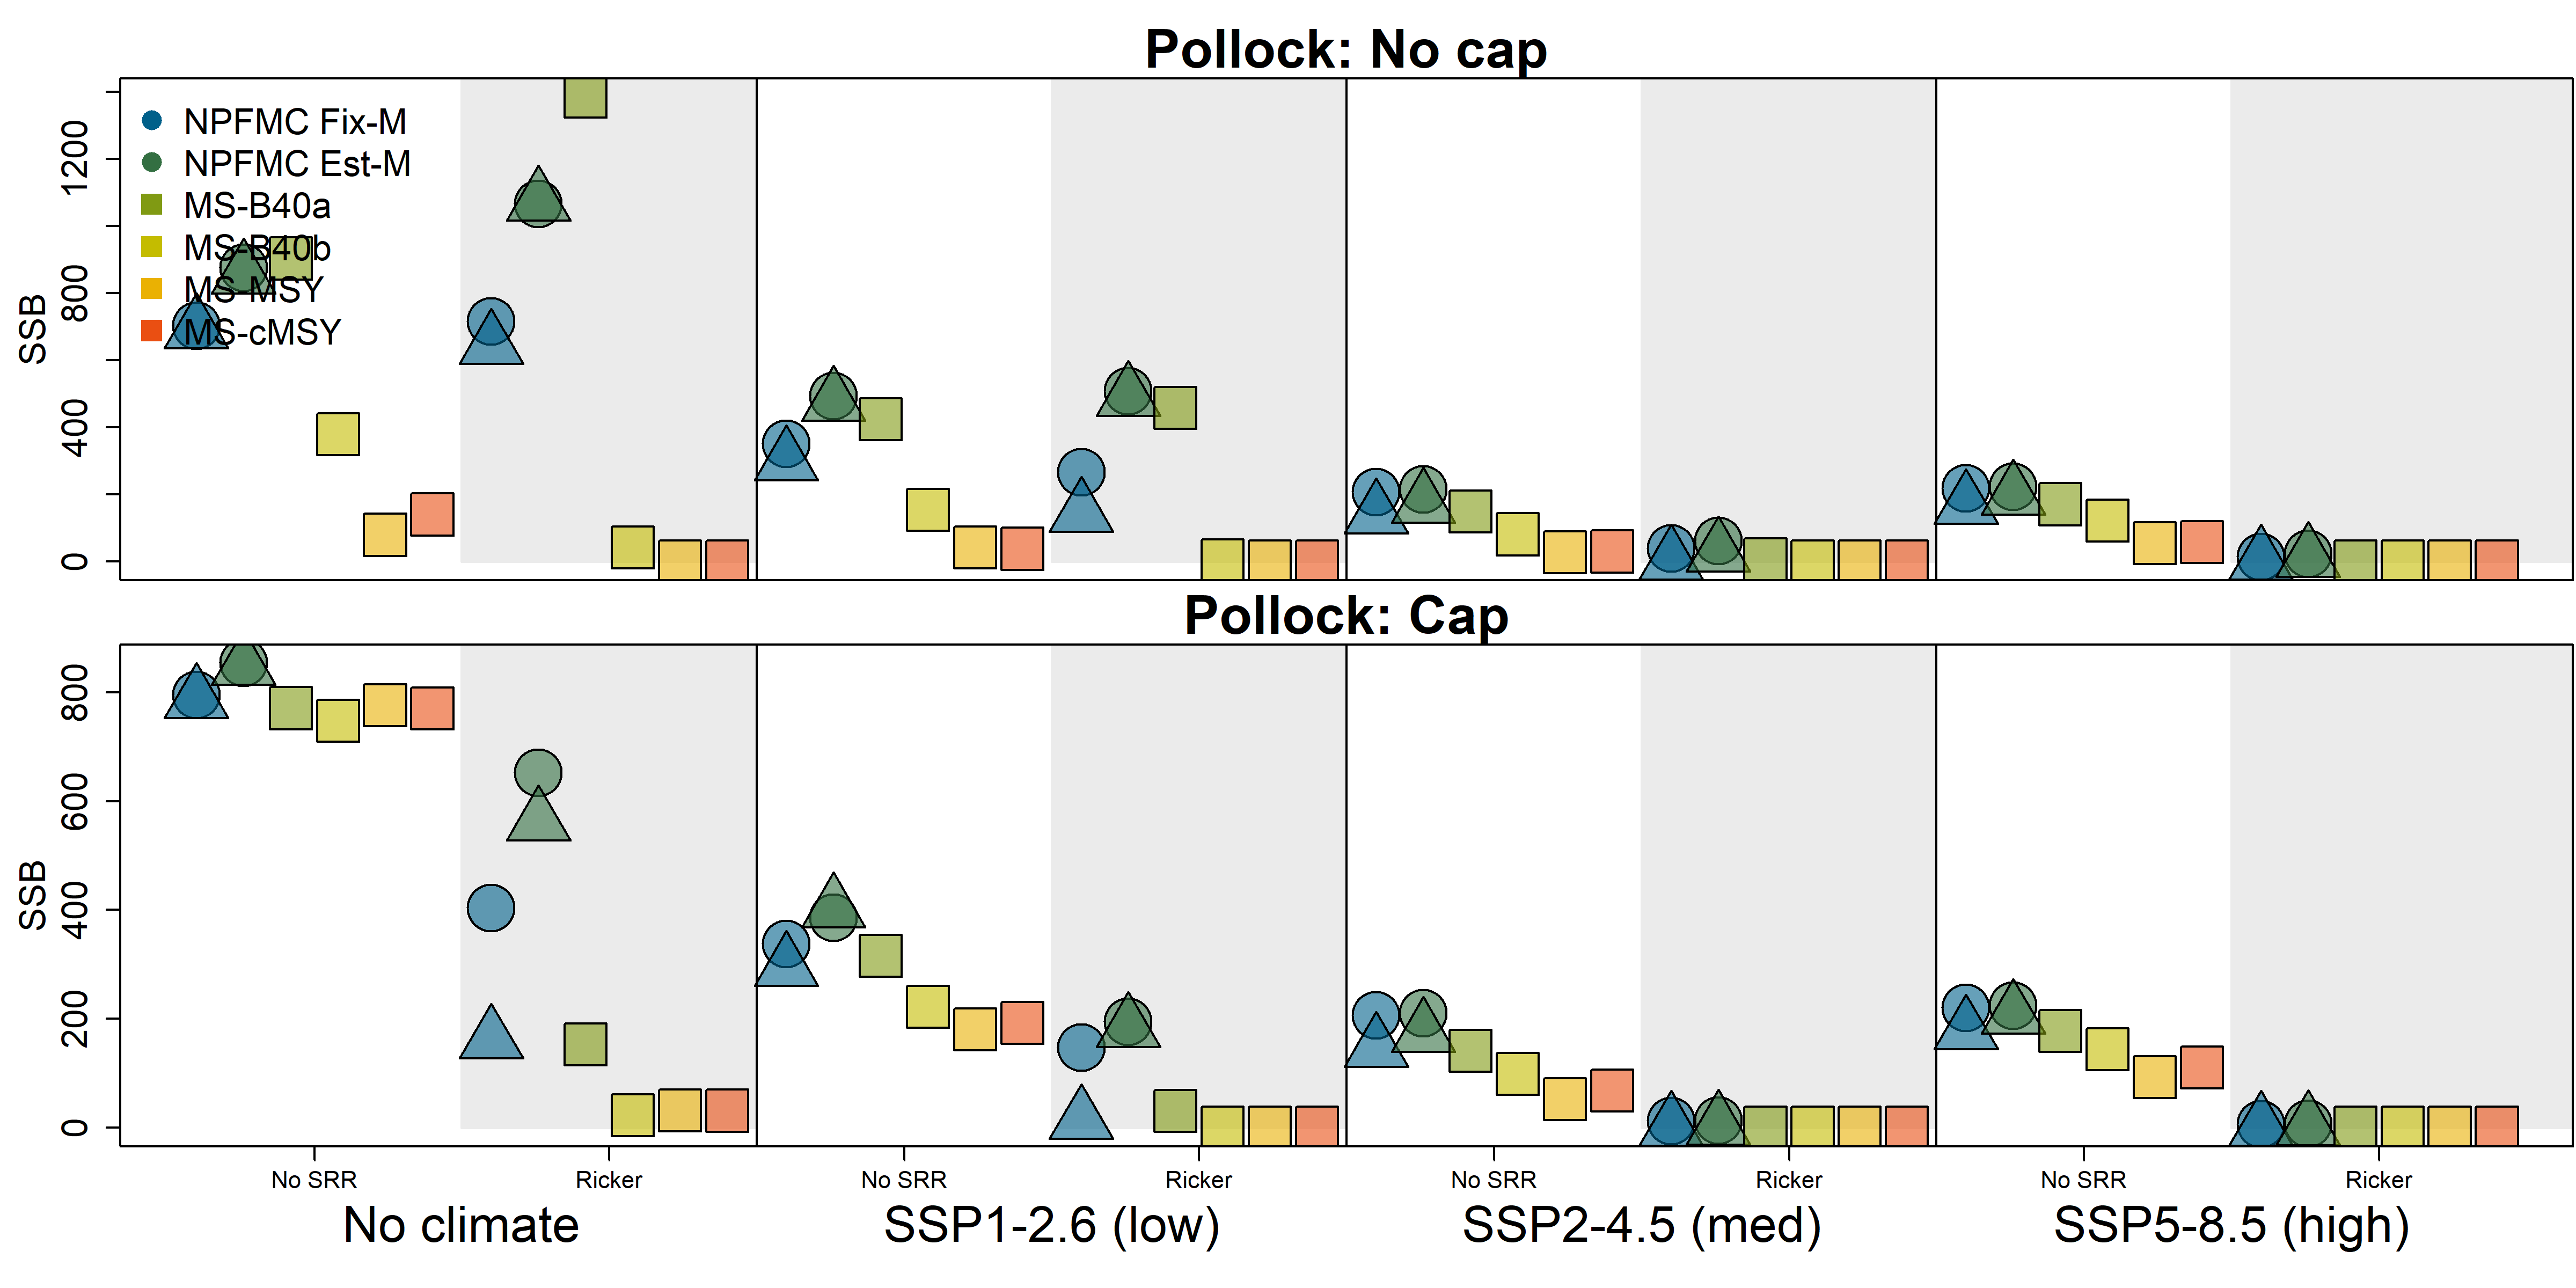 Pollock: No cap
SSB
1200
800
400
0
NPFMC Fix-M
NPFMC Est-M
MS-B40a
MS-B40b
MS-MSY
MS-cMSY
Pollock: Cap
SSB
800
600
400
200
0
No SRR Ricker No SRR Ricker No SRR Ricker No SRR Ricker
No climate SSP1-2.6 (low) SSP2-4.5 (med) SSP5-8.5 (high)